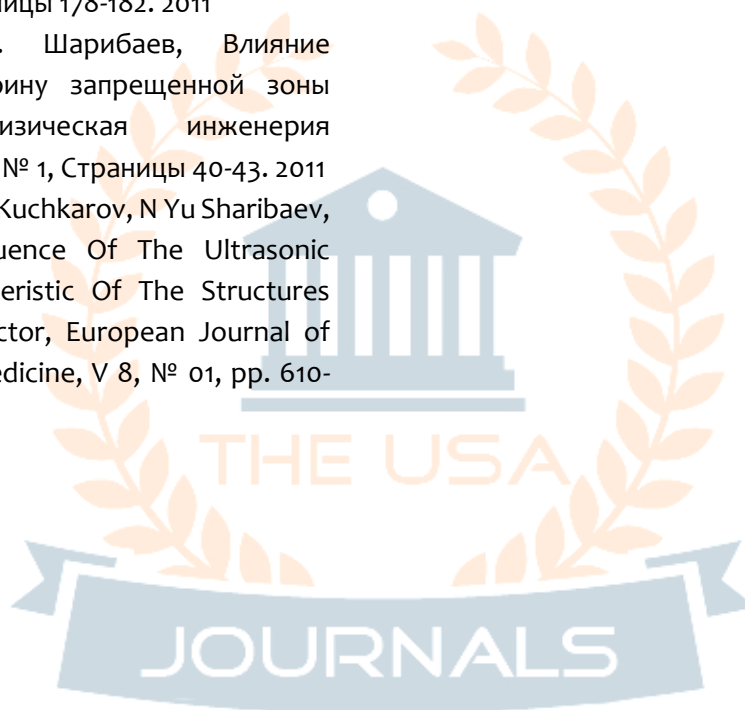 ницы 178-182. 2011
. Шарибаев, Влияние
рину запрещенной зоны
изическая инженерия
№ 1, Страницы 40-43. 2011
Kuchkarov, N Yu Sharibaev,
uence Of The Ultrasonic
eristic Of The Structures
ctor, European Journal of
edicine, V 8, № 01, pp. 610-
THE USA
JOURNALS